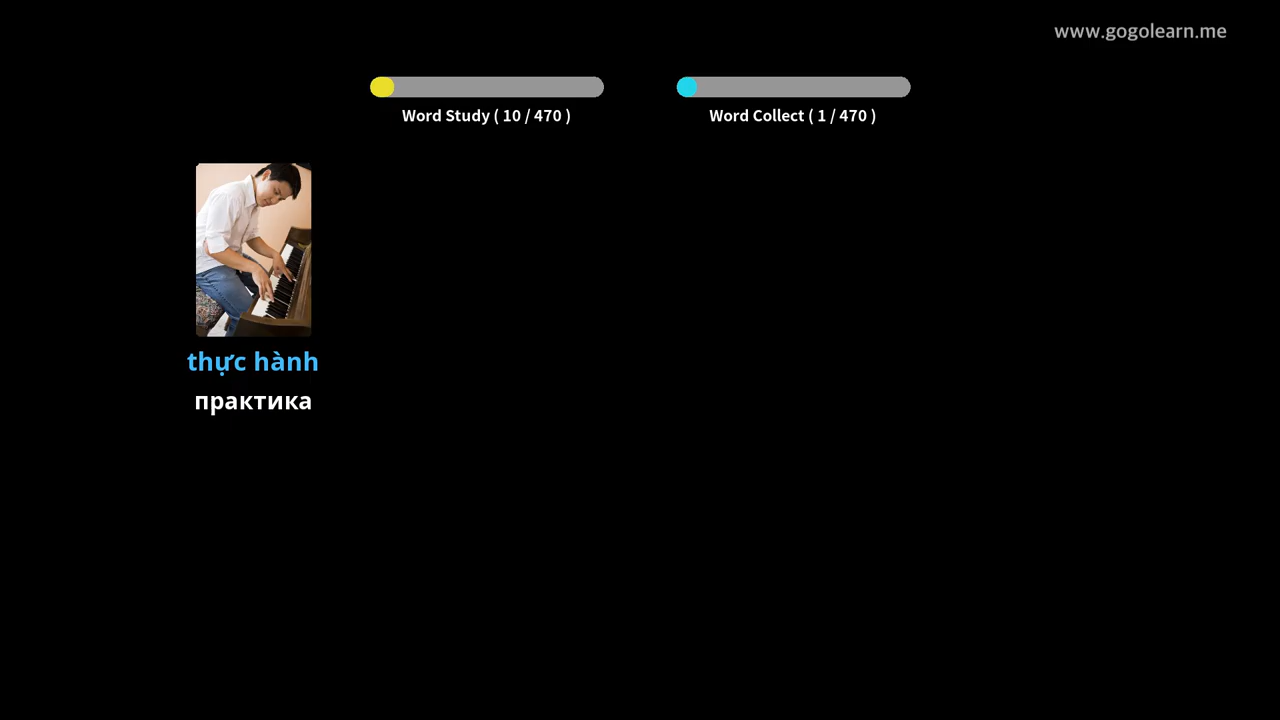 www.gogolearn.me
Word Study ( 10 / 470 )
Word Collect ( 1 / 470 )
thực hành
практика